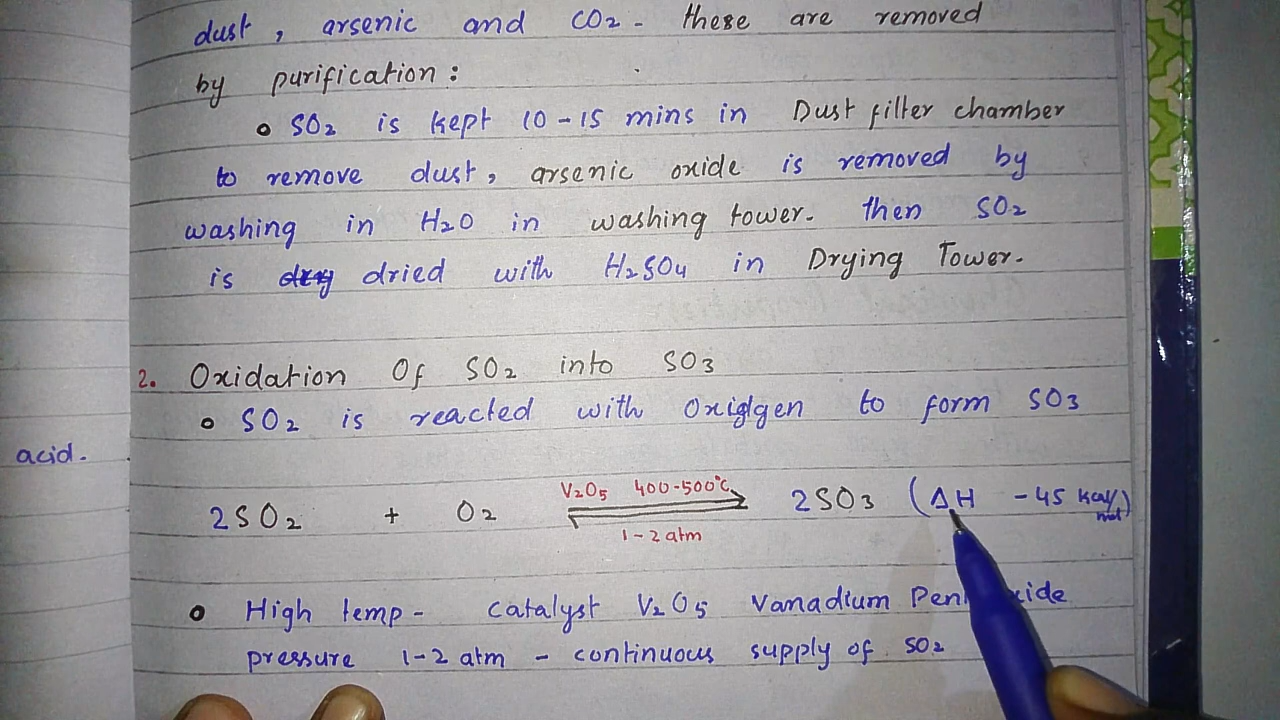 dust, arsenic and CO2 - these are removed
by purification:
• SO2 is kept 10-15 mins in Dust filter chamber
to remove dust, arsenic oxide is removed by
washing in H2O in washing tower. then SO2
is dry dried with H2SO4 in Drying Tower.
2. Oxidation Of SO2 into SO3
• SO2 is reacted with Oxigen to form SO3
acid.
V2O5 400-500°C
2SO2 + O2 ⇌ 2SO3 (ΔH -45 Kcal/mol)
1-2 atm
• High temp - catalyst V2O5 Vanadium
pressure 1-2 atm - continuous supply of SO2